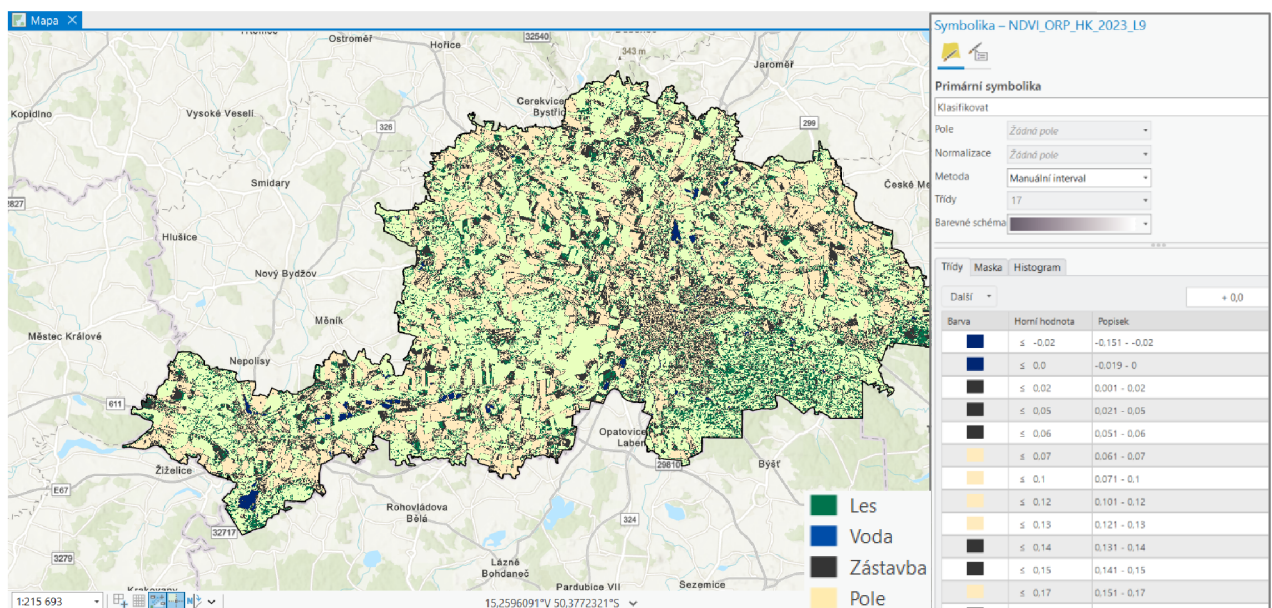 Mapa
Ostroměř
Hořice
32540
343 m
Jaroměř
Kopidlno
Vysoké Veselí
Cerekvice
Bystřic
326
299
Smidary
České Me
Hlušice
Nový Bydžov
Měník
Městec Králové
Nepolisy
611
Opatovice
Labem
Žiželice
29810
Býšť
E67
Rohovládova
Bělá
324
32717
3279
Lázně
Bohdaneč
Pardubice VII
Sezemice
Les
Voda
Zástavba
Pole
1:215 693
15,2596091°V 50,3772321°S
Symbolika – NDVI_ORP_HK_2023_L9
Primární symbolika
Klasifikovat
Pole Žádná pole
Normalizace Žádná pole
Metoda Manuální interval
Třídy 17
Barevné schéma
Třídy Maska Histogram
Další + 0,0
Barva Horní hodnota Popisek
≤ -0.02 -0.151 - -0.02
≤ 0,0 -0.019 - 0
≤ 0,02 0.001 - 0.02
≤ 0,05 0,021 - 0,05
≤ 0,06 0.051 - 0.06
≤ 0,07 0.061 - 0.07
≤ 0,1 0.071 - 0.1
≤ 0,12 0.101 - 0.12
≤ 0,13 0.121 - 0.13
≤ 0,14 0.131 - 0.14
≤ 0,15 0.141 - 0.15
≤ 0,17 0.151 - 0.17